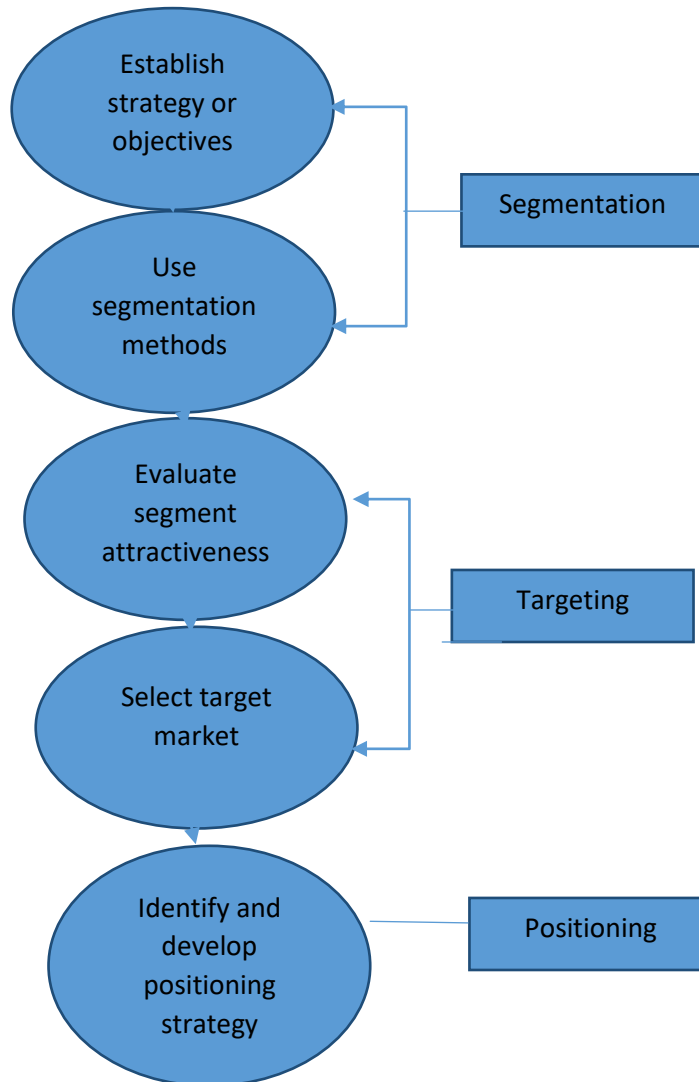 Establish
strategy or
objectives
Segmentation
Use
segmentation
methods
Evaluate
segment
attractiveness
Targeting
Select target
market
Identify and
develop
positioning
strategy
Positioning